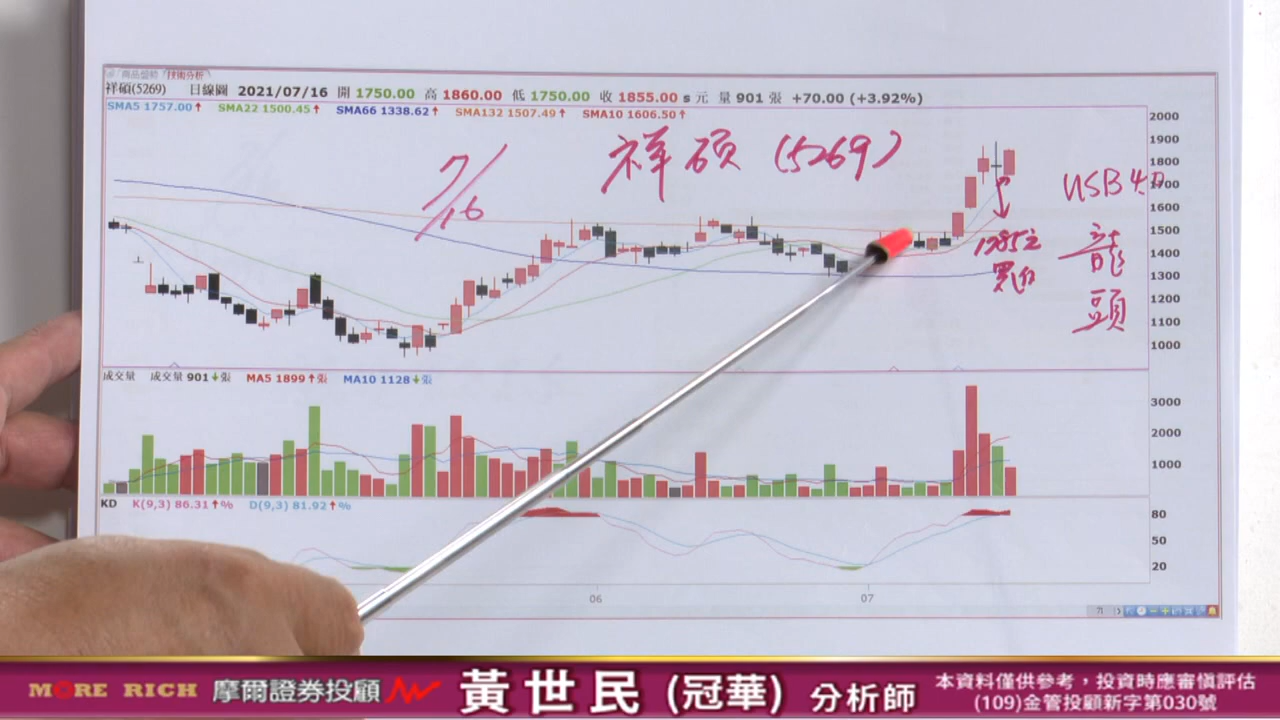 商品盤勢 技術分析
祥碩(5269) 日線圖 2021/07/16 開 1750.00 高 1860.00 低 1750.00 收 1855.00 s 元 量 901 張 +70.00 (+3.92%)
SMA5 1757.00↑ SMA22 1500.45↑ SMA66 1338.62↑ SMA132 1507.49↑ SMA10 1606.50↑
2000
1900
1800
1700
1600
1500
1400
1300
1200
1100
1000
7/16
祥碩 (5269)
USB4.0
龍
頭
1785元
買進
成交量 成交量 901↓張 MA5 1899↑張 MA10 1128↓張
3000
2000
1000
KD K(9,3) 86.31↑% D(9,3) 81.92↑%
80
50
20
06 07
MORE RICH 摩爾證券投顧 黃世民 (冠華) 分析師
本資料僅供參考，投資時應審慎評估
(109)金管投顧新字第030號